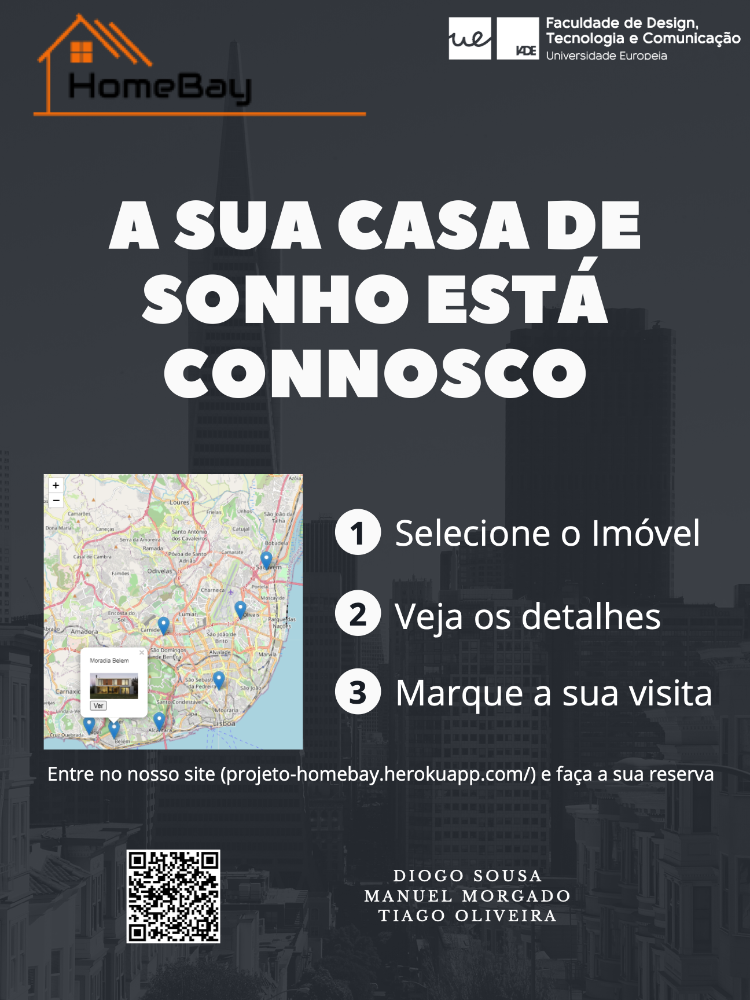 HomeBay
ue
IADE
Faculdade de Design,
Tecnologia e Comunicação
Universidade Europeia
A SUA CASA DE
SONHO ESTÁ
CONNOSCO
+
−
Azóia
Loures
Camarões
Frielas
Unhos
São João da
Talha
Dona Maria
Caneças
Santo António
dos Cavaleiros
Catujal
Serra da Amoreira
Ramada
Bobadela
Casal de Cambra
Póvoa de Santo
Adrião
Camarate
Famões
Odivelas
Charneca
Portela
Moscavide
Encosta do
Sol
Lumiar
Olivais
Parque das
Nações
Amadora
Carnide
São João de
Brito
São Domingos
de Benfica
Alvalade
Marvila
×
Moradia Belem
Ver
Carnaxide
da Pedreira
São João
Santo Condestável
Mouraria
Lapa
Lisboa
Cruz Quebrada
Alcântara
Belém
1 Selecione o Imóvel
2 Veja os detalhes
3 Marque a sua visita
Entre no nosso site (projeto-homebay.herokuapp.com/) e faça a sua reserva
DIOGO SOUSA
MANUEL MORGADO
TIAGO OLIVEIRA